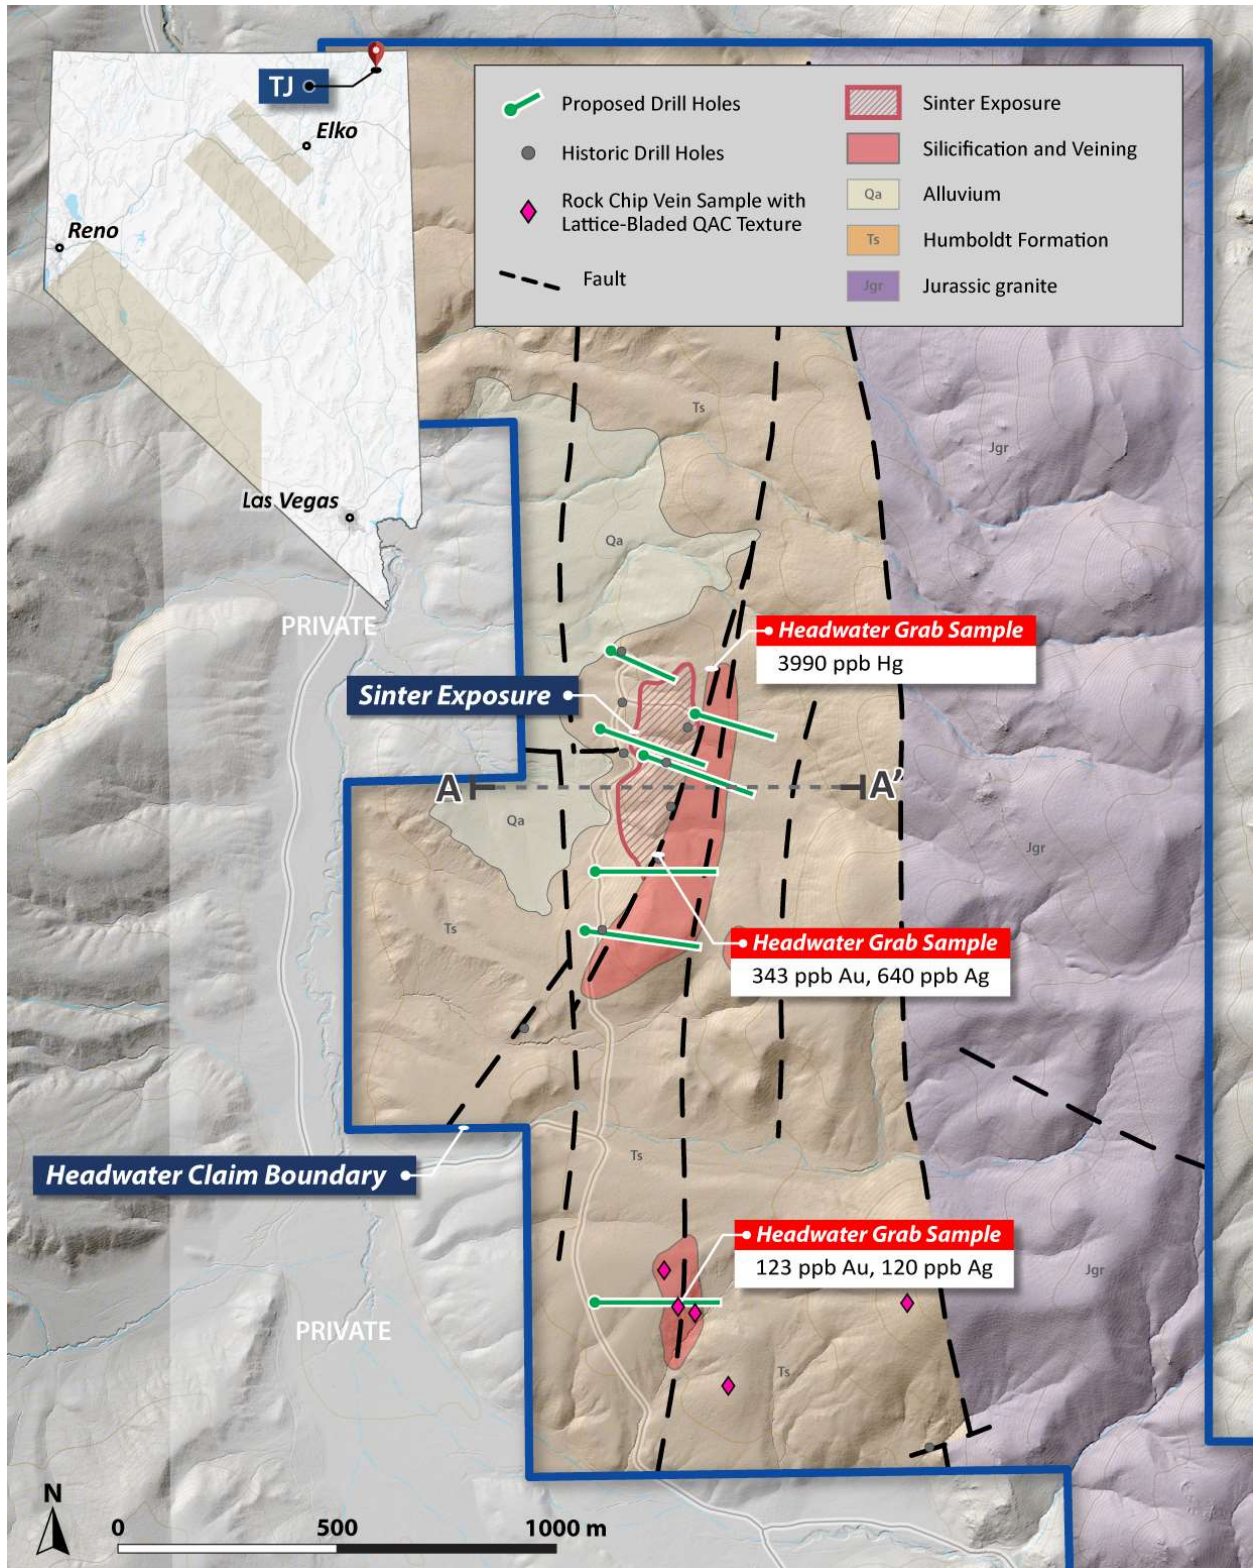 TJ
Elko
Reno
Las Vegas
Proposed Drill Holes
Historic Drill Holes
Rock Chip Vein Sample with
Lattice-Bladed QAC Texture
Fault
Sinter Exposure
Silicification and Veining
Qa
Alluvium
Ts
Humboldt Formation
Jgr
Jurassic granite
Ts
Jgr
Qa
PRIVATE
Headwater Grab Sample
3990 ppb Hg
Sinter Exposure
A
A’
Qa
Jgr
Ts
Headwater Grab Sample
343 ppb Au, 640 ppb Ag
Ts
Headwater Claim Boundary
Headwater Grab Sample
123 ppb Au, 120 ppb Ag
Jgr
PRIVATE
Ts
N
0
500
1000 m